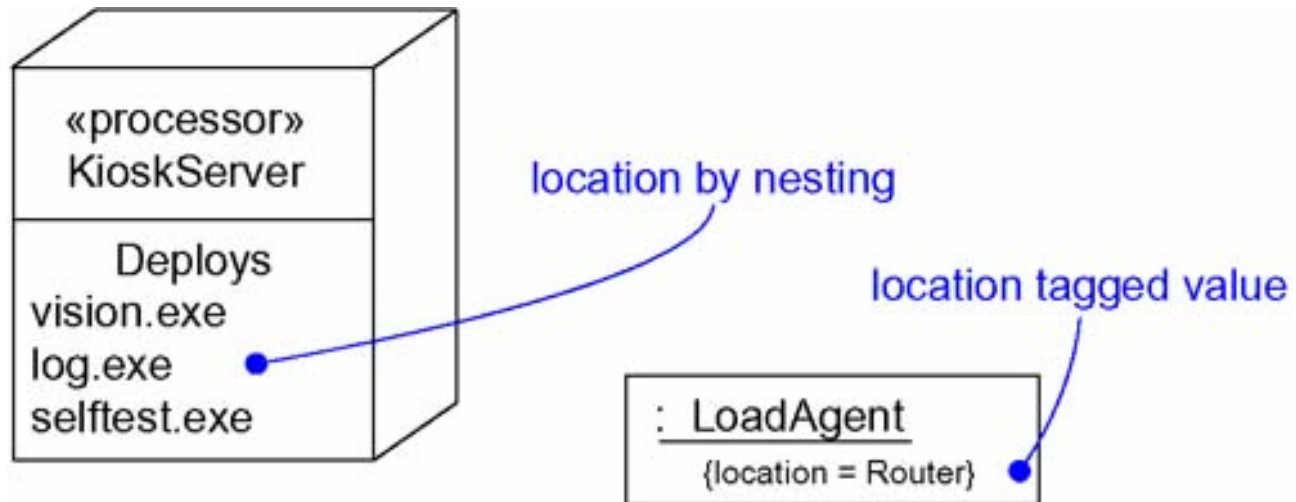 «processor»
KioskServer
Deploys
vision.exe
log.exe
selftest.exe
location by nesting
location tagged value
: LoadAgent
{location = Router}